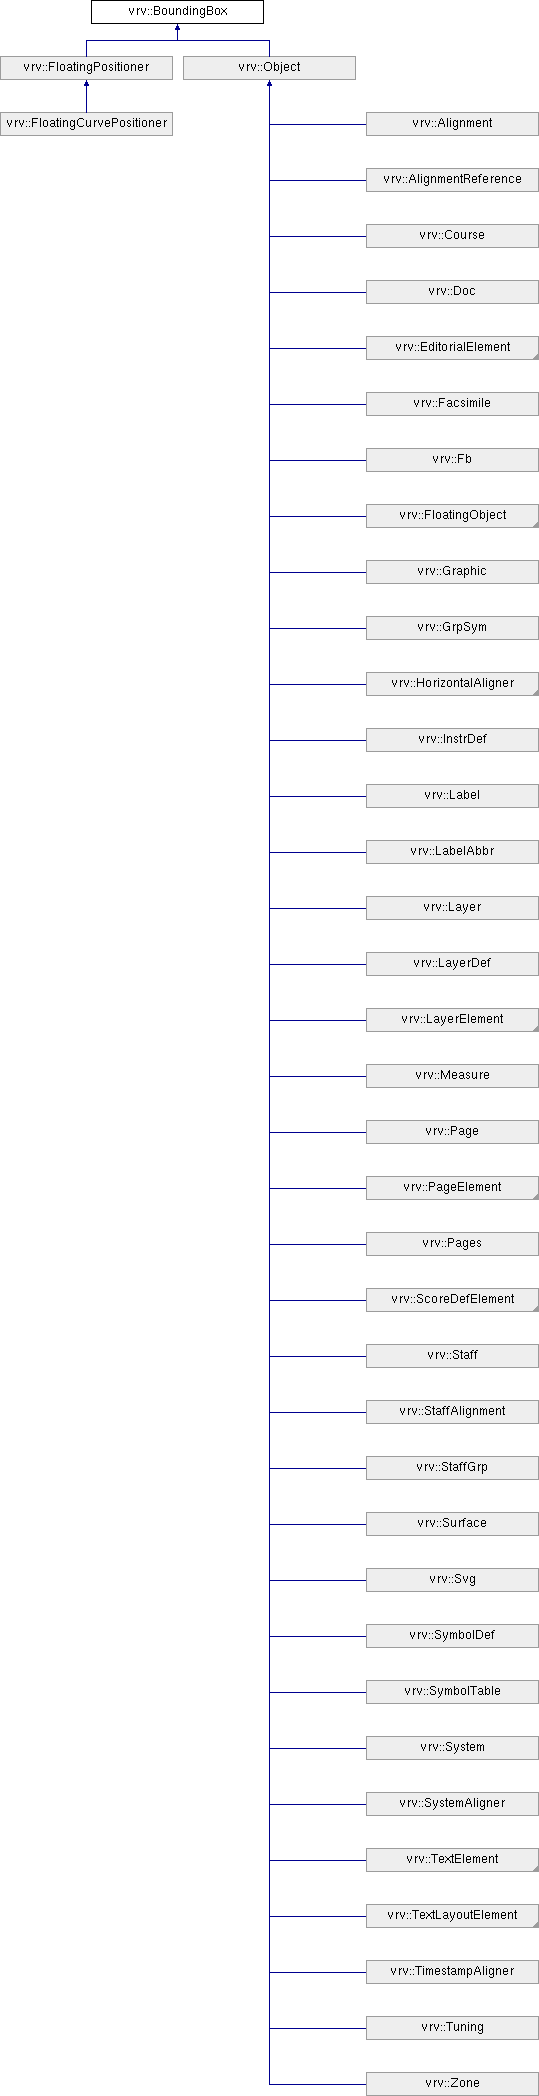 vrv::BoundingBox
vrv::FloatingPositioner
vrv::Object
vrv::FloatingCurvePositioner
vrv::Alignment
vrv::AlignmentReference
vrv::Course
vrv::Doc
vrv::EditorialElement
vrv::Facsimile
vrv::Fb
vrv::FloatingObject
vrv::Graphic
vrv::GrpSym
vrv::HorizontalAligner
vrv::InstrDef
vrv::Label
vrv::LabelAbbr
vrv::Layer
vrv::LayerDef
vrv::LayerElement
vrv::Measure
vrv::Page
vrv::PageElement
vrv::Pages
vrv::ScoreDefElement
vrv::Staff
vrv::StaffAlignment
vrv::StaffGrp
vrv::Surface
vrv::Svg
vrv::SymbolDef
vrv::SymbolTable
vrv::System
vrv::SystemAligner
vrv::TextElement
vrv::TextLayoutElement
vrv::TimestampAligner
vrv::Tuning
vrv::Zone